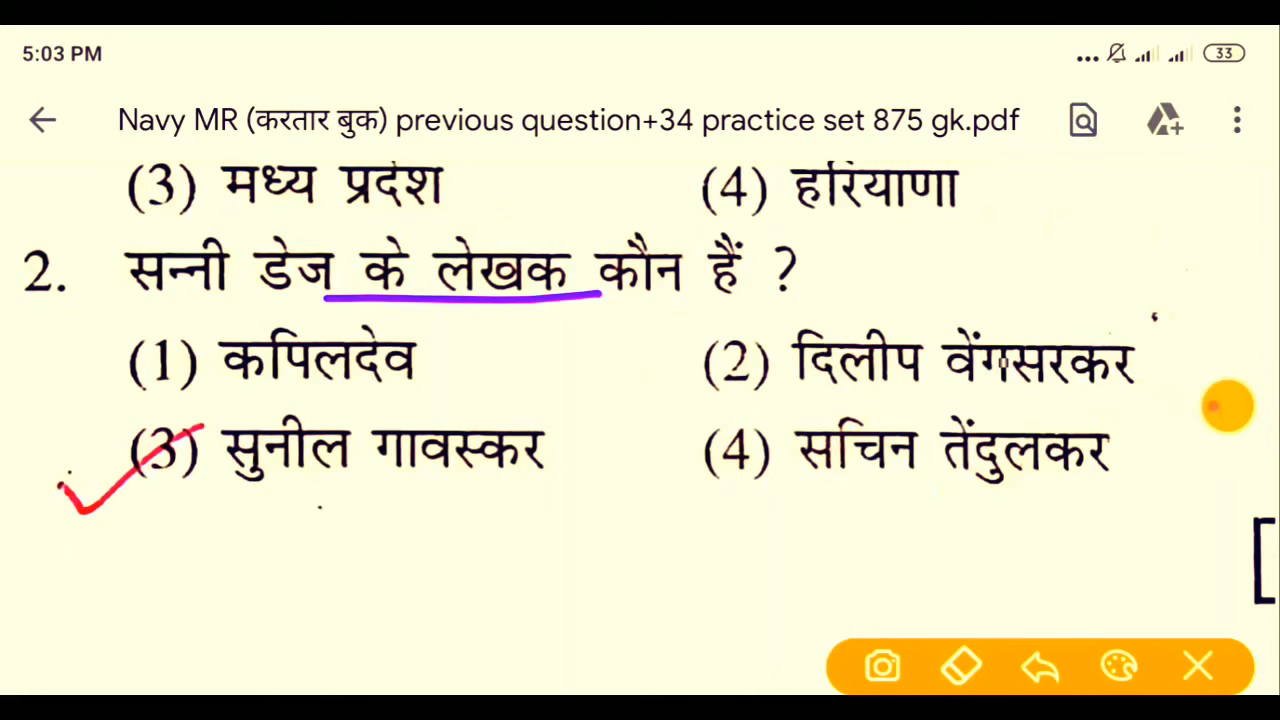 5:03 PM
33
Navy MR (करतार बुक) previous question+34 practice set 875 gk.pdf
(3) मध्य प्रदेश (4) हरियाणा
2. सन्नी डेज के लेखक कौन हैं ?
(1) कपिलदेव (2) दिलीप वेंगसरकर
(3) सुनील गावस्कर (4) सचिन तेंदुलकर
[